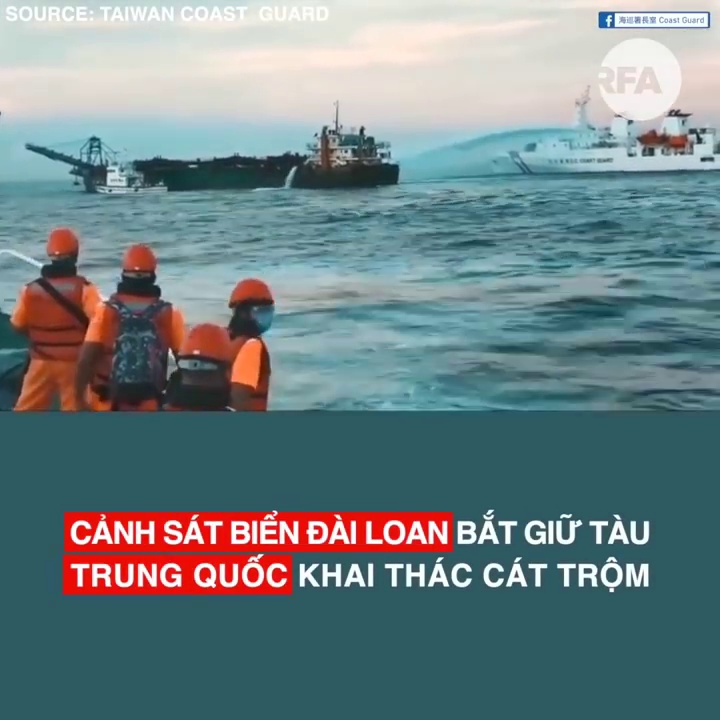 SOURCE: TAIWAN COAST GUARD
海巡署長室 Coast Guard
RFA
CẢNH SÁT BIỂN ĐÀI LOAN BẮT GIỮ TÀU
TRUNG QUỐC KHAI THÁC CÁT TRỘM